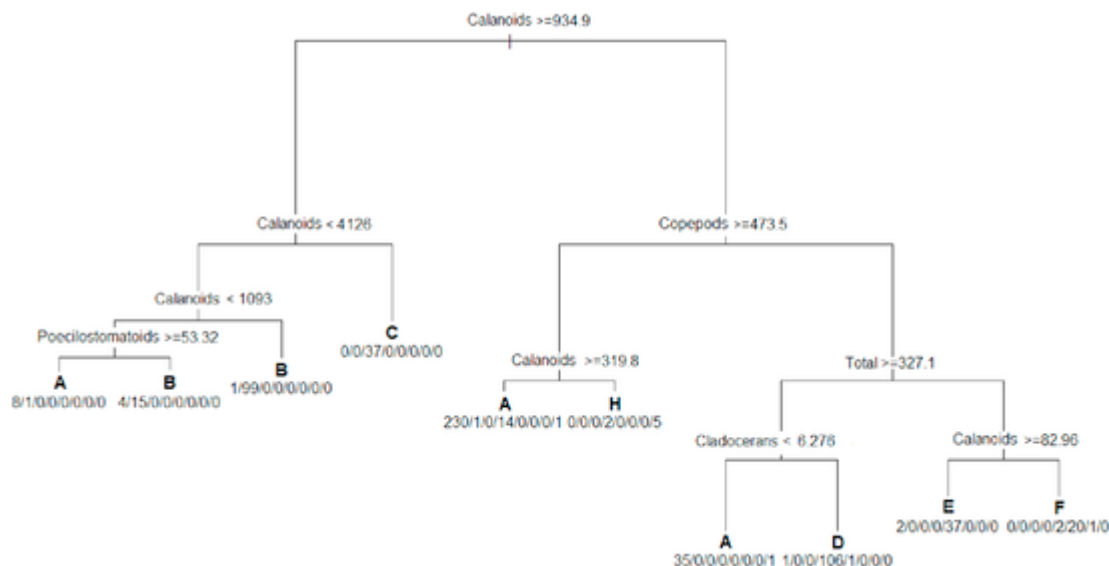 Calanoids >=934.9
Calanoids < 4126
Copepods >=473.5
Calanoids < 1093
Poecilostomatoids >=53.32
C
0/0/37/0/0/0/0/0
Calanoids >=319.8
Total >=327.1
A
8/1/0/0/0/0/0/0
B
4/15/0/0/0/0/0/0
B
1/99/0/0/0/0/0/0
A
230/1/0/14/0/0/0/1
H
0/0/0/2/0/0/0/5
Cladocerans < 6.276
Calanoids >=82.96
A
35/0/0/0/0/0/0/1
D
1/0/0/106/1/0/0/0
E
2/0/0/0/37/0/0/0
F
0/0/0/0/2/20/1/0